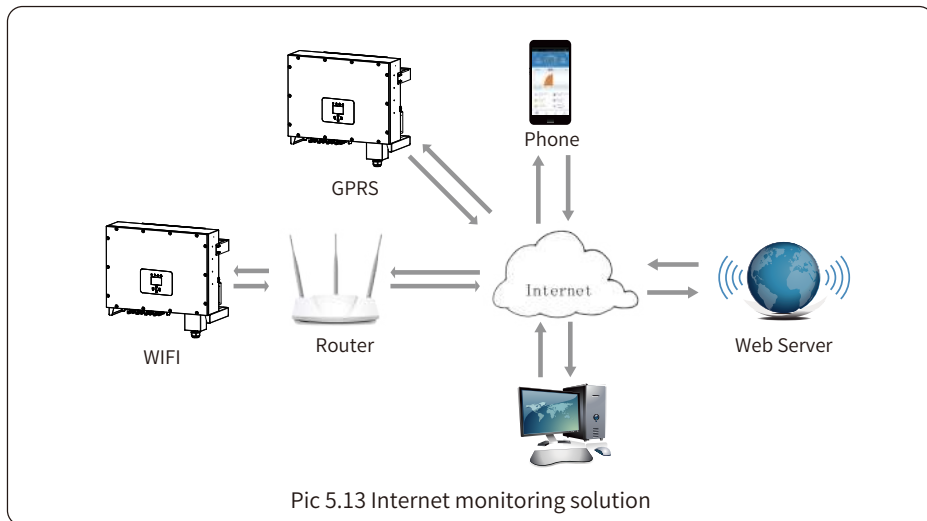 Phone
GPRS
Internet
WIFI
Router
Web Server
Pic 5.13 Internet monitoring solution